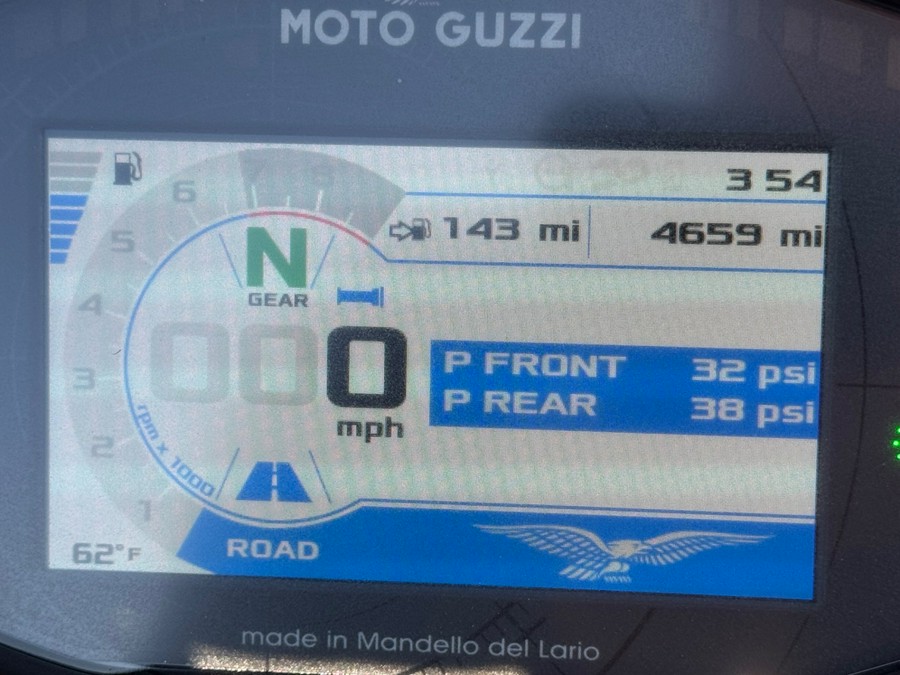 MOTO GUZZI
3 54
143 mi
4659 mi
6
5
4
3
2
1
N
GEAR
0
mph
rpm x 1000
P FRONT 32 psi
P REAR 38 psi
62°F
ROAD
made in Mandello del Lario